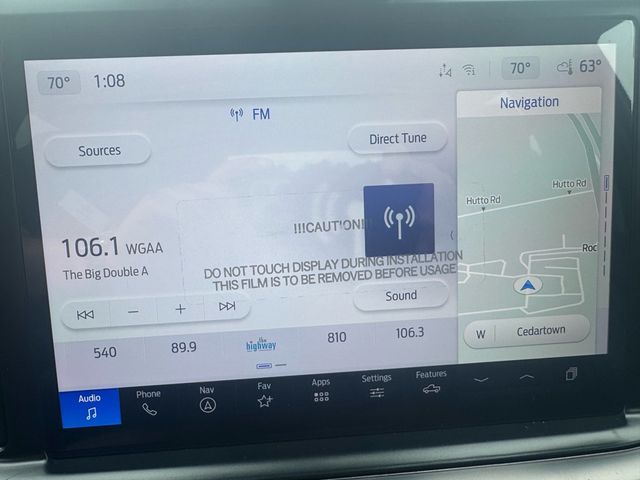 70°
1:08
70°
63°
FM
Navigation
Sources
Direct Tune
Hutto Rd
Hutto Rd
!!!CAUTION!!!
106.1 WGAA
The Big Double A
Roc
DO NOT TOUCH DISPLAY DURING INSTALLATION
THIS FILM IS TO BE REMOVED BEFORE USAGE
Sound
W Cedartown
540
89.9
the
highway
810
106.3
Audio
Phone
Nav
Fav
Apps
Settings
Features